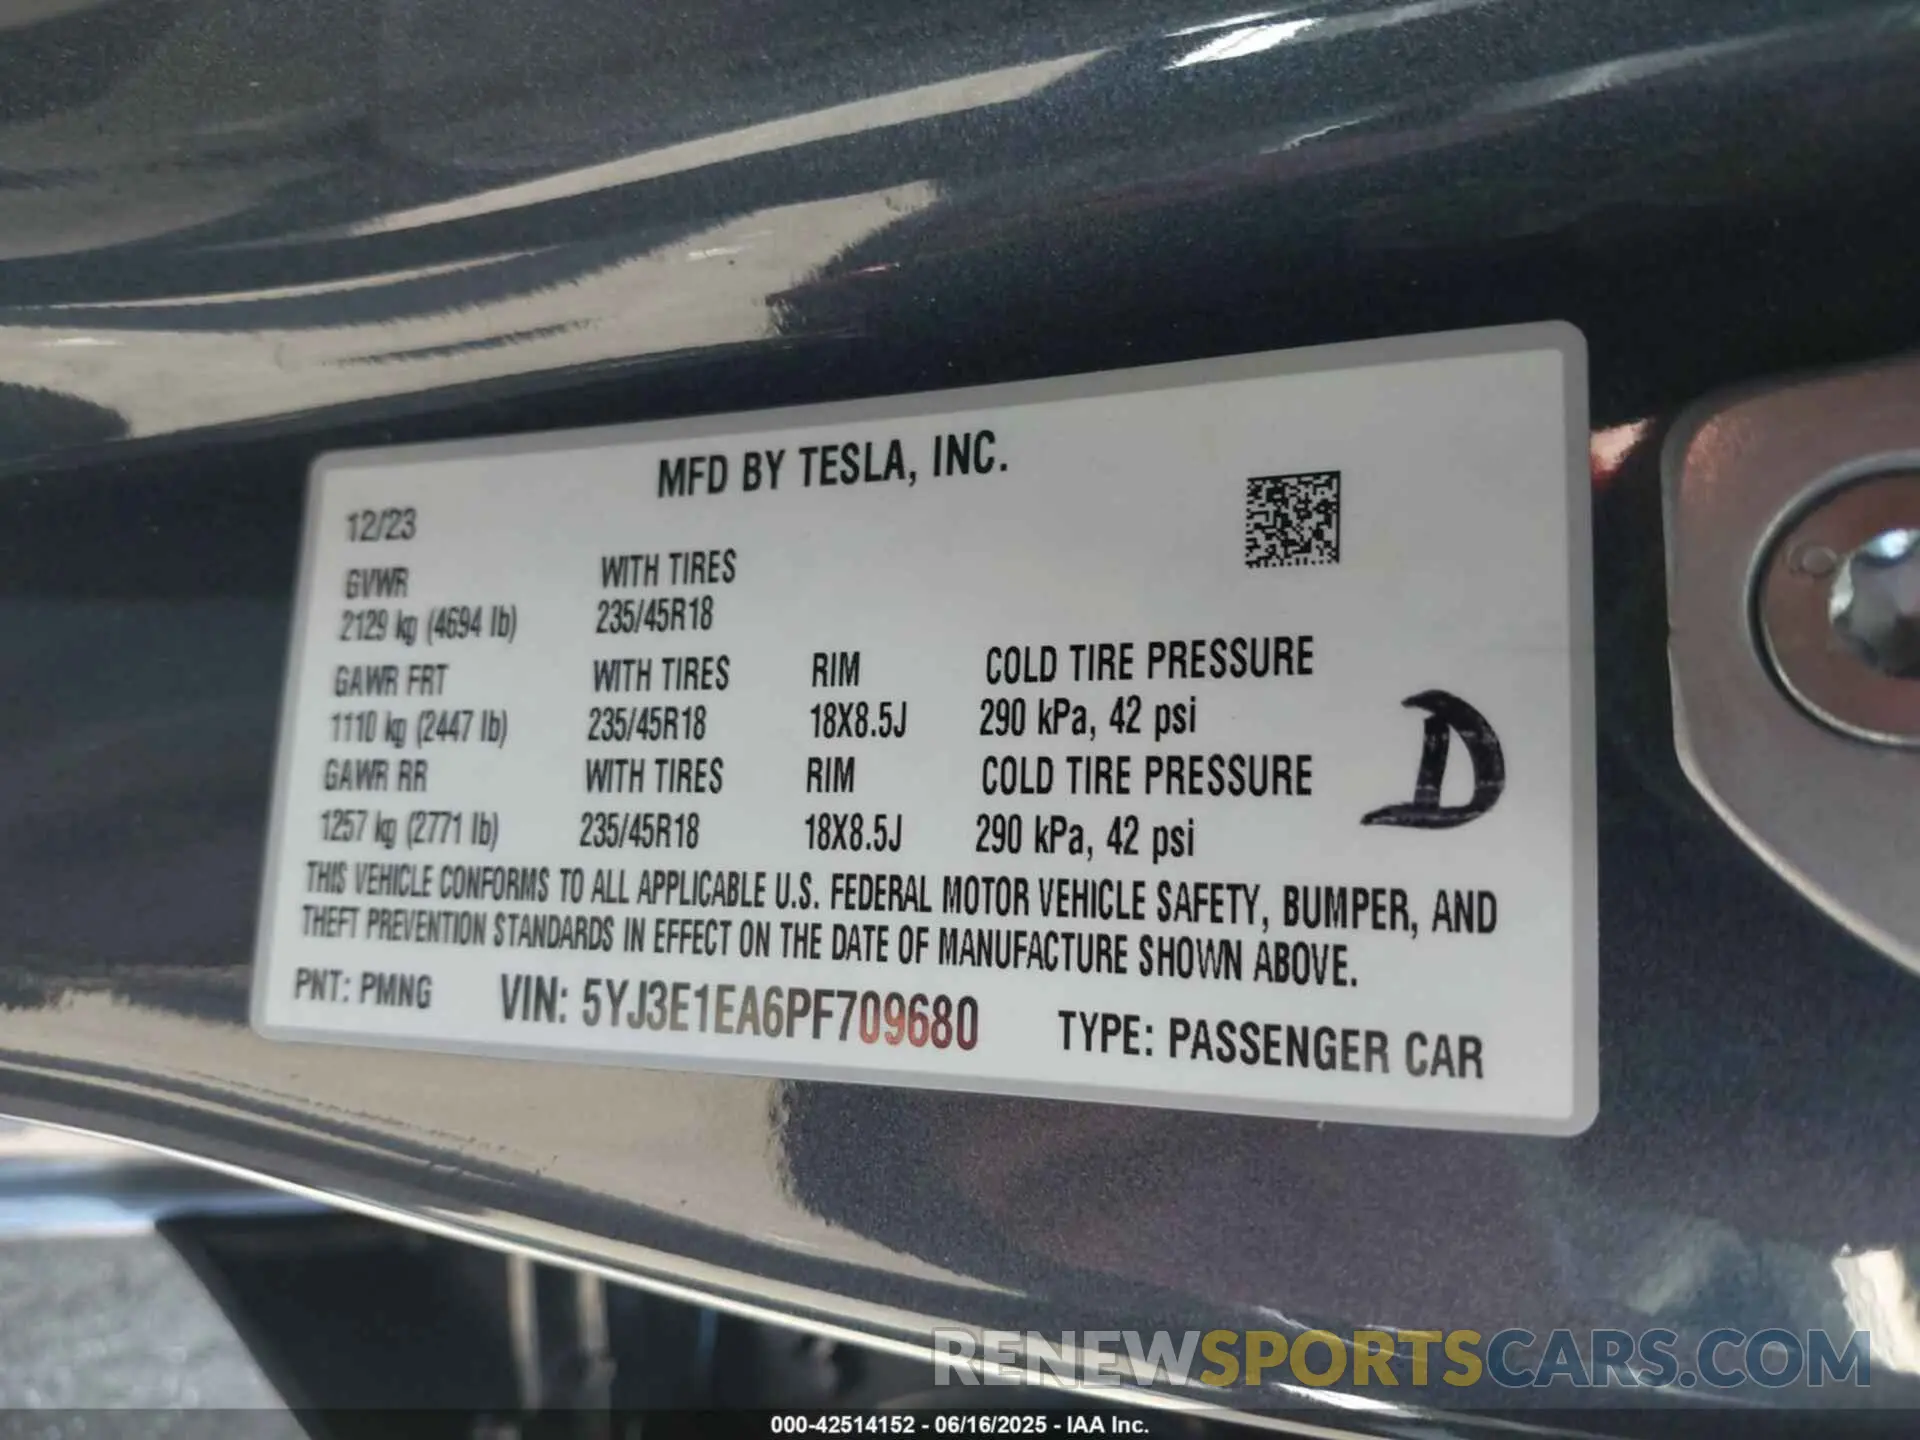 MFD BY TESLA, INC.
12/23
GVWR WITH TIRES
2129 kg (4694 lb) 235/45R18
GAWR FRT WITH TIRES RIM COLD TIRE PRESSURE
1110 kg (2447 lb) 235/45R18 18X8.5J 290 kPa, 42 psi
GAWR RR WITH TIRES RIM COLD TIRE PRESSURE
1257 kg (2771 lb) 235/45R18 18X8.5J 290 kPa, 42 psi
D
THIS VEHICLE CONFORMS TO ALL APPLICABLE U.S. FEDERAL MOTOR VEHICLE SAFETY, BUMPER, AND
THEFT PREVENTION STANDARDS IN EFFECT ON THE DATE OF MANUFACTURE SHOWN ABOVE.
PNT: PMNG VIN: 5YJ3E1EA6PF709680 TYPE: PASSENGER CAR
RENEWSPORTSCARS.COM
000-42514152 - 06/16/2025 - IAA Inc.